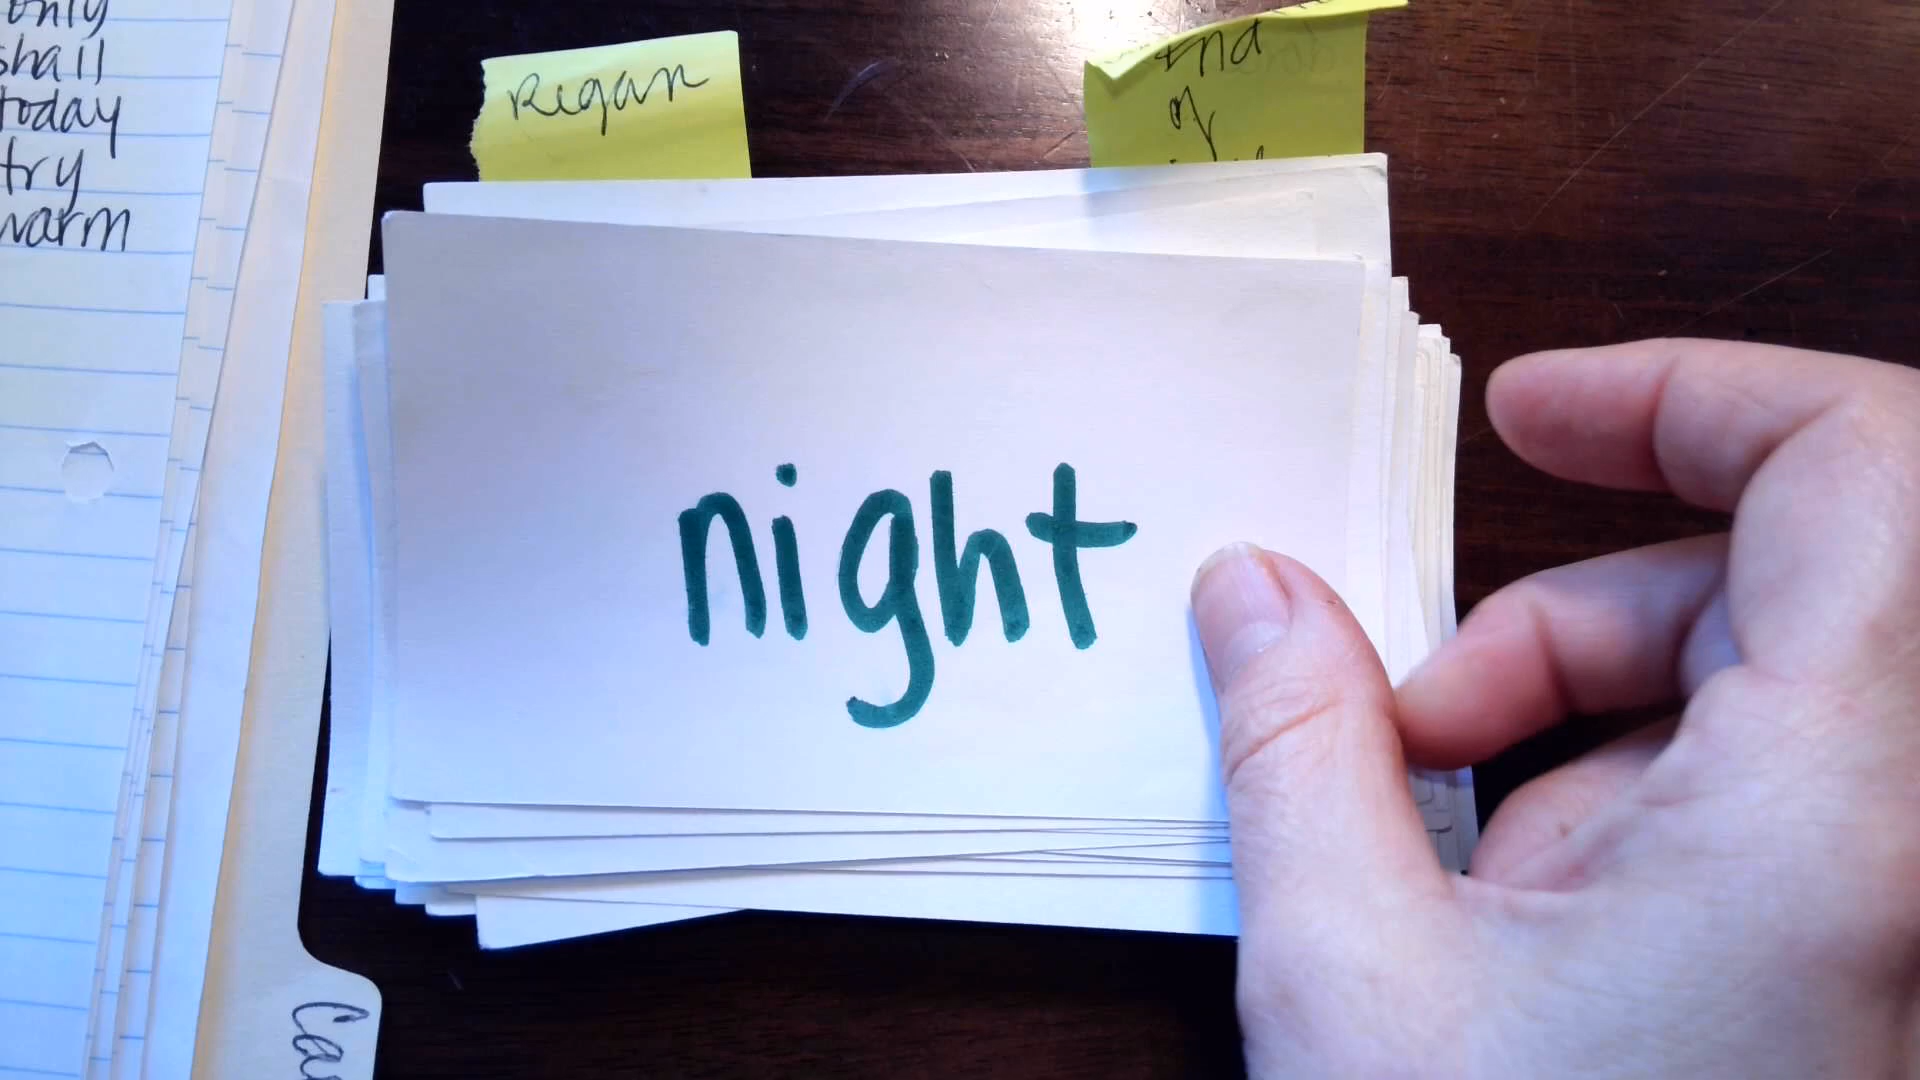 only
shall
today
try
warm
Regan
End
of
night